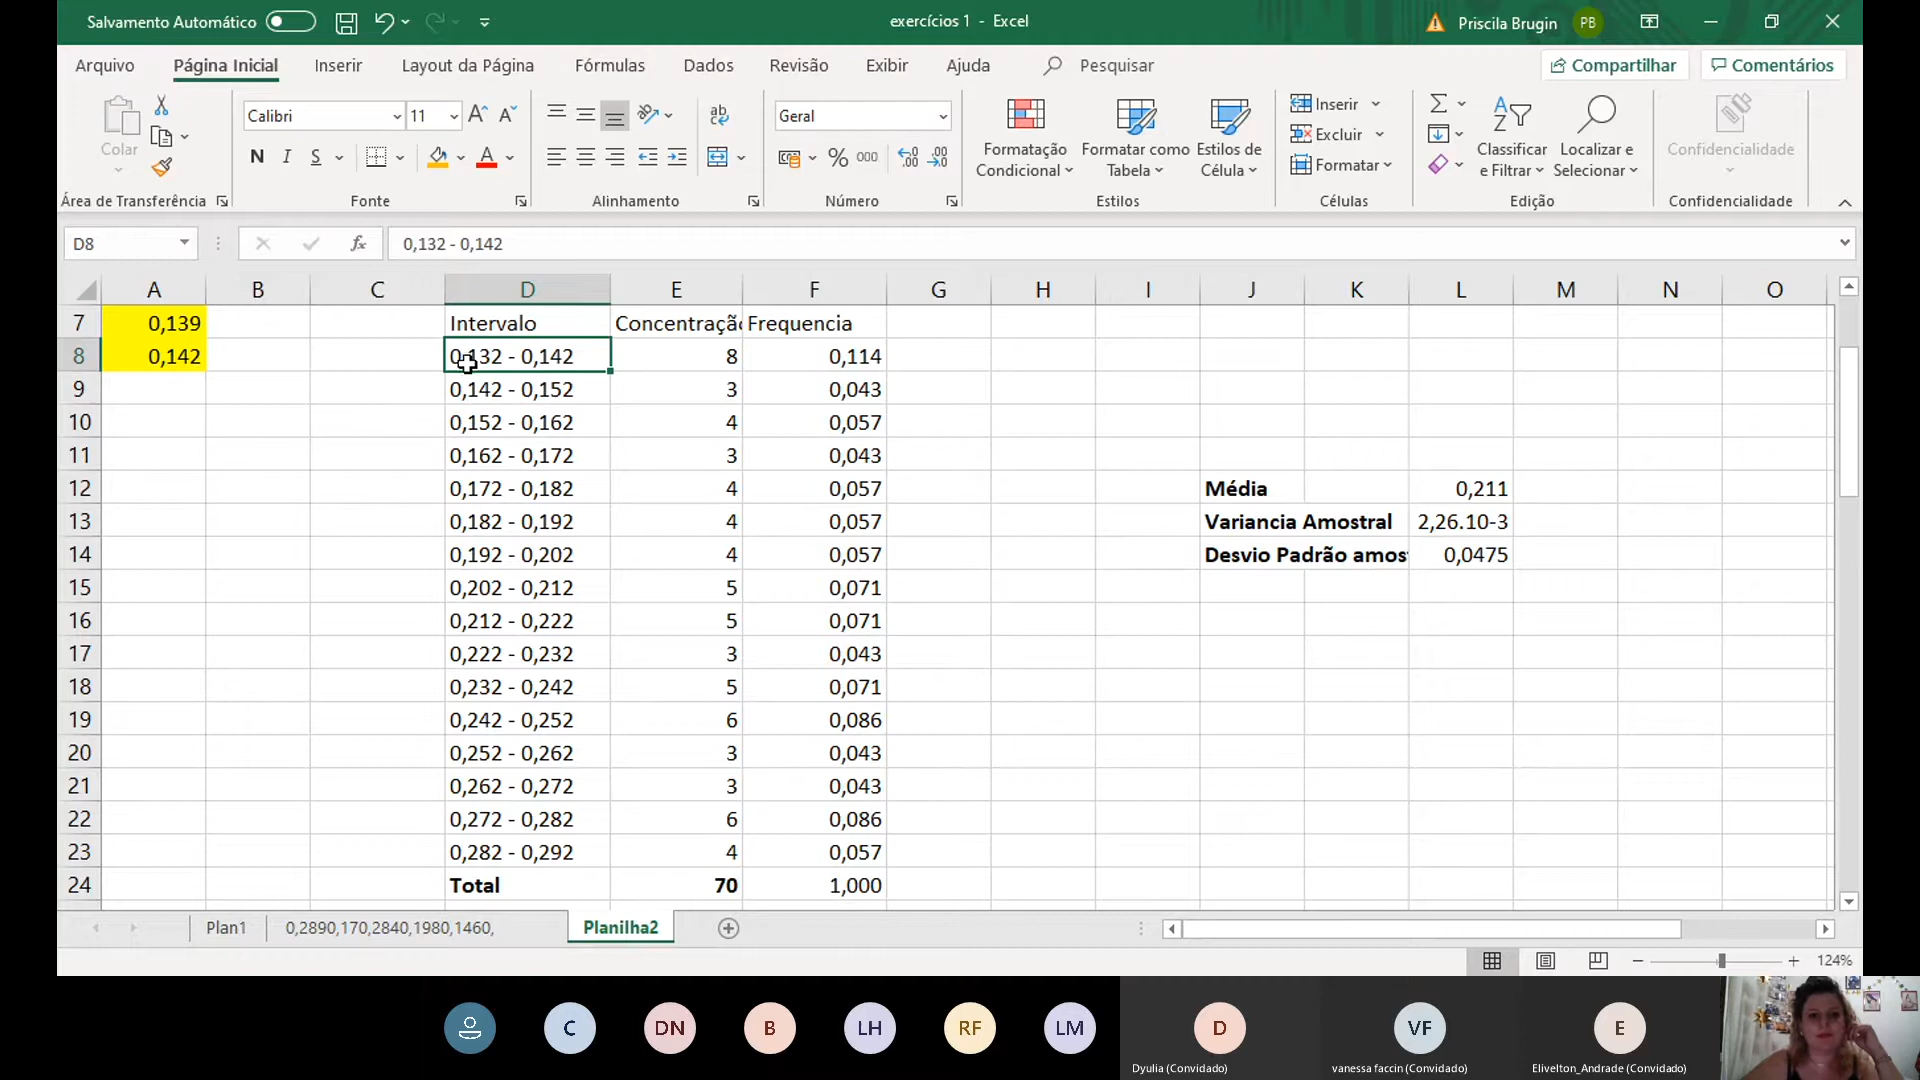 Salvamento Automático
exercícios 1 - Excel
Priscila Brugin PB
Arquivo Página Inicial Inserir Layout da Página Fórmulas Dados Revisão Exibir Ajuda Pesquisar Compartilhar Comentários
Colar
Área de Transferência
Calibri 11
N I S
Fonte
Alinhamento
Geral
% 000
Número
Formatação Condicional
Formatar como Tabela
Estilos de Célula
Estilos
Inserir
Excluir
Formatar
Células
Classificar e Filtrar
Localizar e Selecionar
Edição
Confidencialidade
Confidencialidade
D8 fx 0,132 - 0,142
A B C D E F G H I J K L M N O
7 0,139 Intervalo Concentração Frequencia
8 0,142 0,132 - 0,142 8 0,114
9 0,142 - 0,152 3 0,043
10 0,152 - 0,162 4 0,057
11 0,162 - 0,172 3 0,043
12 0,172 - 0,182 4 0,057 Média 0,211
13 0,182 - 0,192 4 0,057 Variancia Amostral 2,26.10-3
14 0,192 - 0,202 4 0,057 Desvio Padrão amos 0,0475
15 0,202 - 0,212 5 0,071
16 0,212 - 0,222 5 0,071
17 0,222 - 0,232 3 0,043
18 0,232 - 0,242 5 0,071
19 0,242 - 0,252 6 0,086
20 0,252 - 0,262 3 0,043
21 0,262 - 0,272 3 0,043
22 0,272 - 0,282 6 0,086
23 0,282 - 0,292 4 0,057
24 Total 70 1,000
Plan1 0,2890,170,2840,1980,1460, Planilha2
124%
C DN B LH RF LM D VF E
Dyulia (Convidado) vanessa faccin (Convidado) Elivelton_Andrade (Convidado)